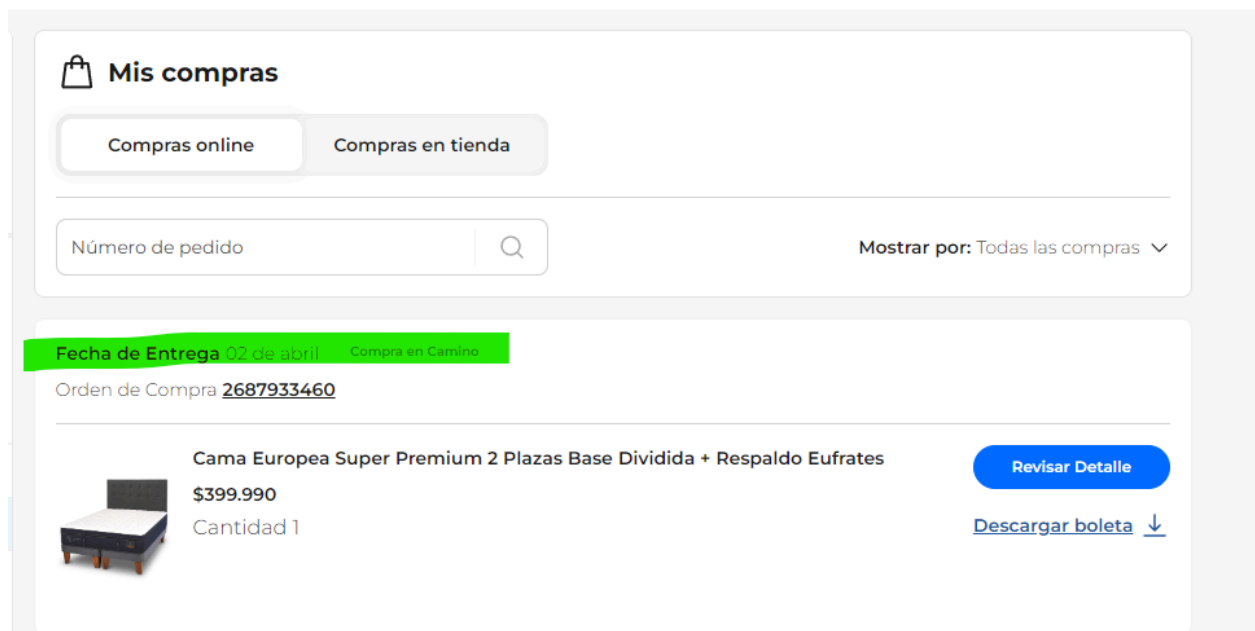 Mis compras
Compras online Compras en tienda
Número de pedido Mostrar por: Todas las compras
Fecha de Entrega 02 de abril Compra en Camino
Orden de Compra 2687933460
Cama Europea Super Premium 2 Plazas Base Dividida + Respaldo Eufrates
Revisar Detalle
$399.990
Cantidad 1
Descargar boleta